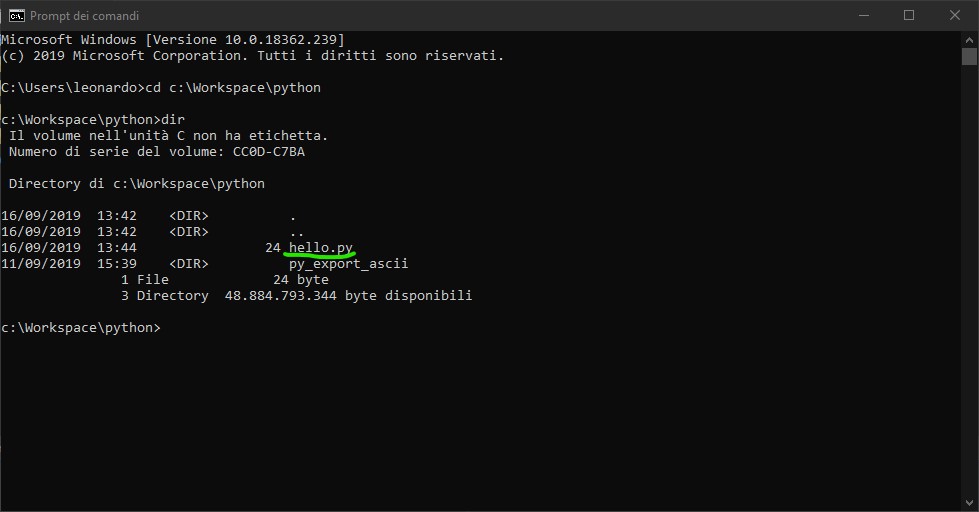 Prompt dei comandi
Microsoft Windows [Versione 10.0.18362.239]
(c) 2019 Microsoft Corporation. Tutti i diritti sono riservati.
C:\Users\leonardo>cd c:\Workspace\python
c:\Workspace\python>dir
 Il volume nell'unità C non ha etichetta.
 Numero di serie del volume: CC0D-C7BA
 Directory di c:\Workspace\python
16/09/2019  13:42    <DIR>          .
16/09/2019  13:42    <DIR>          ..
16/09/2019  13:44                24 hello.py
11/09/2019  15:39    <DIR>          py_export_ascii
               1 File             24 byte
               3 Directory  48.884.793.344 byte disponibili
c:\Workspace\python>